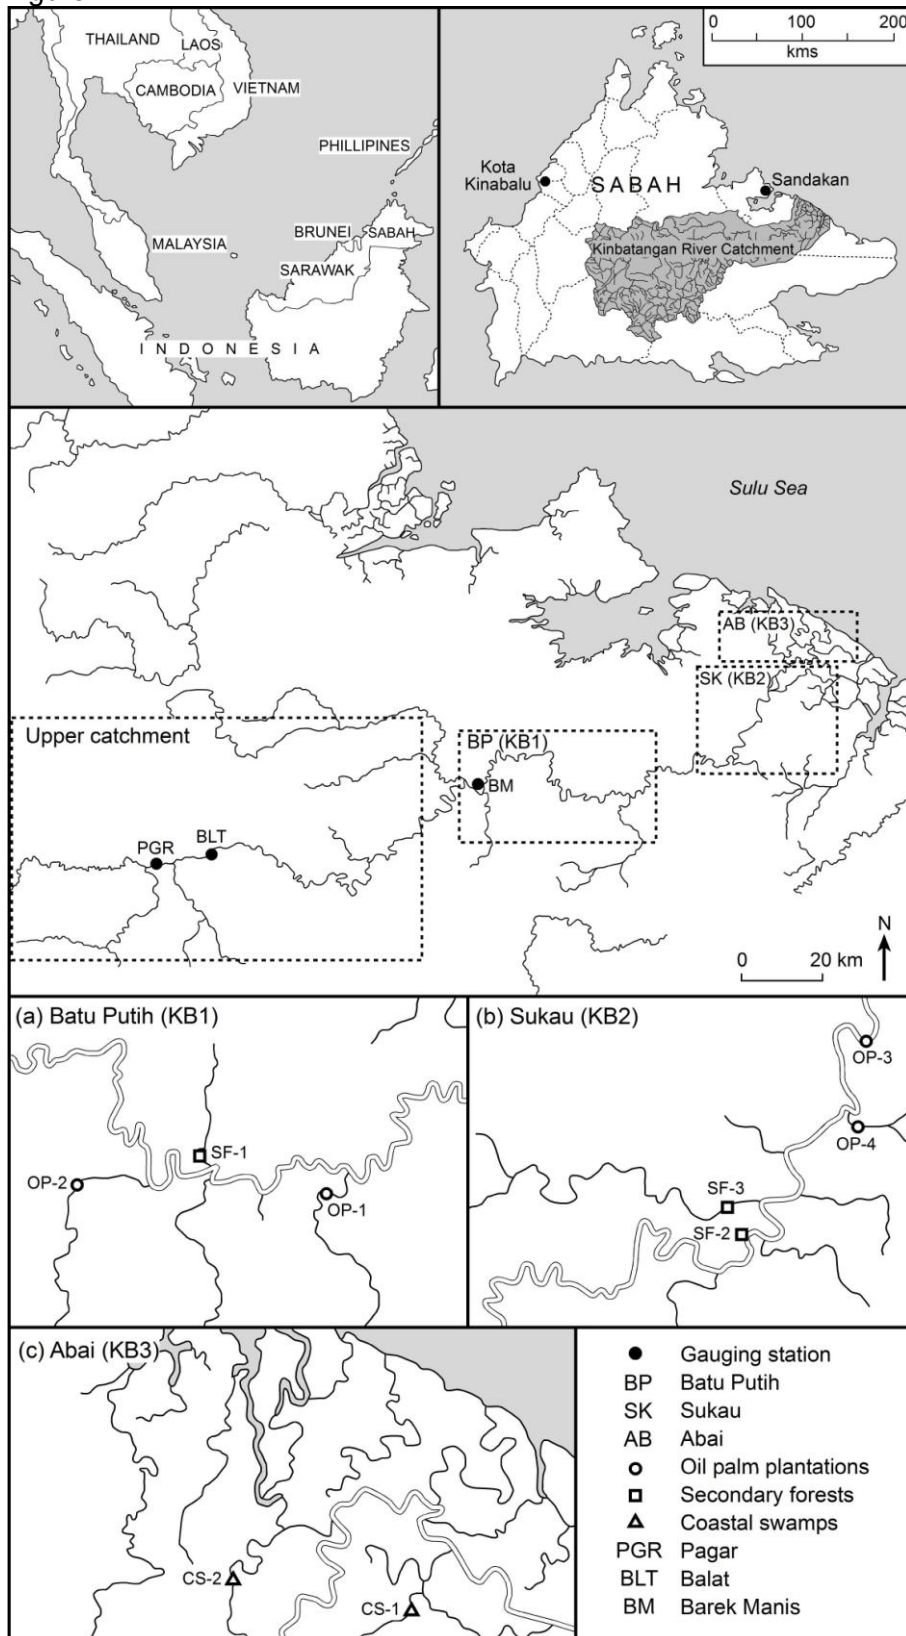 THAILAND
LAOS
CAMBODIA
VIETNAM
PHILLIPINES
BRUNEI
SABAH
MALAYSIA
SARAWAK
INDONESIA
0 200
kms
Kota
Kinabalu
SABAH
Sandakan
Kinbatangan River Catchment
Sulu Sea
AB (KB3)
SK (KB2)
Upper catchment
BP (KB1)
BM
PGR
BLT
N
0 20 km
(a) Batu Putih (KB1)
SF-1
OP-2
OP-1
(b) Sukau (KB2)
OP-3
OP-4
SF-3
SF-2
(c) Abai (KB3)
CS-2
CS-1
Gauging station
BP Batu Putih
SK Sukau
AB Abai
Oil palm plantations
Secondary forests
Coastal swamps
PGR Pagar
BLT Balat
BM Barek Manis